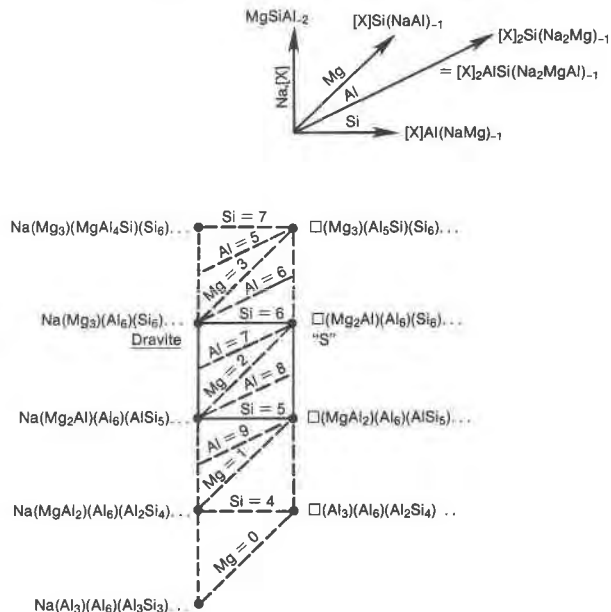 MgSiAl₋₂
[X]Si(NaAl)₋₁
[X]₂Si(Na₂Mg)₋₁
= [X]₂AlSi(Na₂MgAl)₋₁
Na,[X]
Mg
Al
Si
[X]Al(NaMg)₋₁
Na(Mg₃)(MgAl₄Si)(Si₆)...
Si = 7
□(Mg₃)(Al₅Si)(Si₆) ...
Al = 5
Mg = 3
Al = 6
Na(Mg₃)(Al₆)(Si₆)...
Si = 6
□(Mg₂Al)(Al₆)(Si₆)...
Dravite
"S"
Al = 7
Mg = 2
Al = 8
Na(Mg₂Al)(Al₆)(AlSi₅)...
Si = 5
□(MgAl₂)(Al₆)(AlSi₅)...
Al = 9
Mg = 1
Na(MgAl₂)(Al₆)(Al₂Si₄)...
Si = 4
□(Al₃)(Al₆)(Al₂Si₄) ..
Mg = 0
Na(Al₃)(Al₆)(Al₃Si₃)...